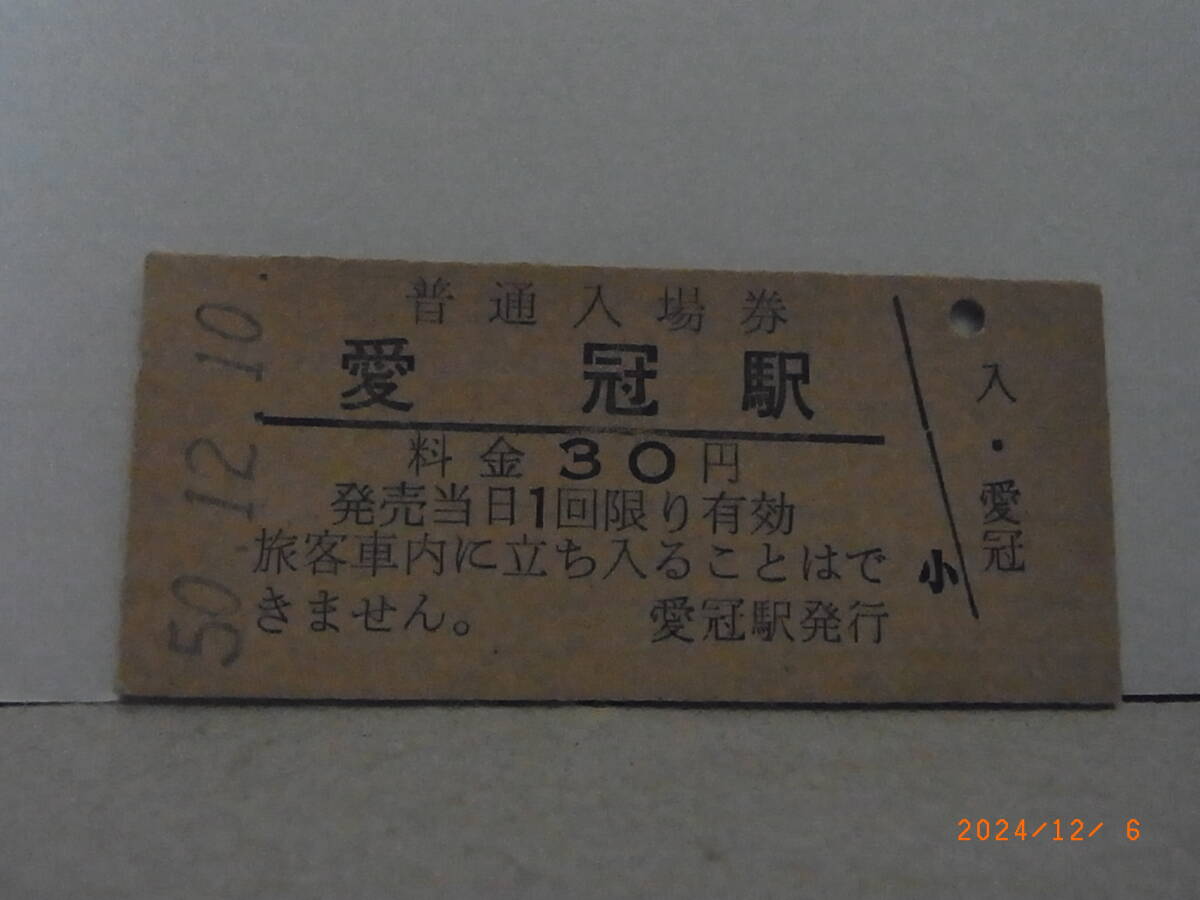 50 12 10
普通入場券
愛冠駅
料金30円
発売当日1回限り有効
旅客車内に立ち入ることはで
きません。 愛冠駅発行
小
入・愛冠
2024/12/ 6